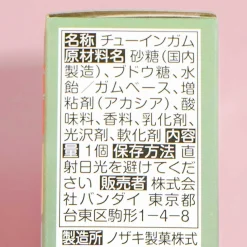 名称 チューインガム
原材料名 砂糖(国内
製造)、ブドウ糖、水
飴/ガムベース、増
粘剤(アカシア)、酸
味料、香料、乳化剤、
光沢剤、軟化剤 内容
量 1個 保存方法 直
射日光を避けてくだ
さい 販売者 株式会
社バンダイ 東京都
台東区駒形1-4-8
製造所 ノザキ製菓株式